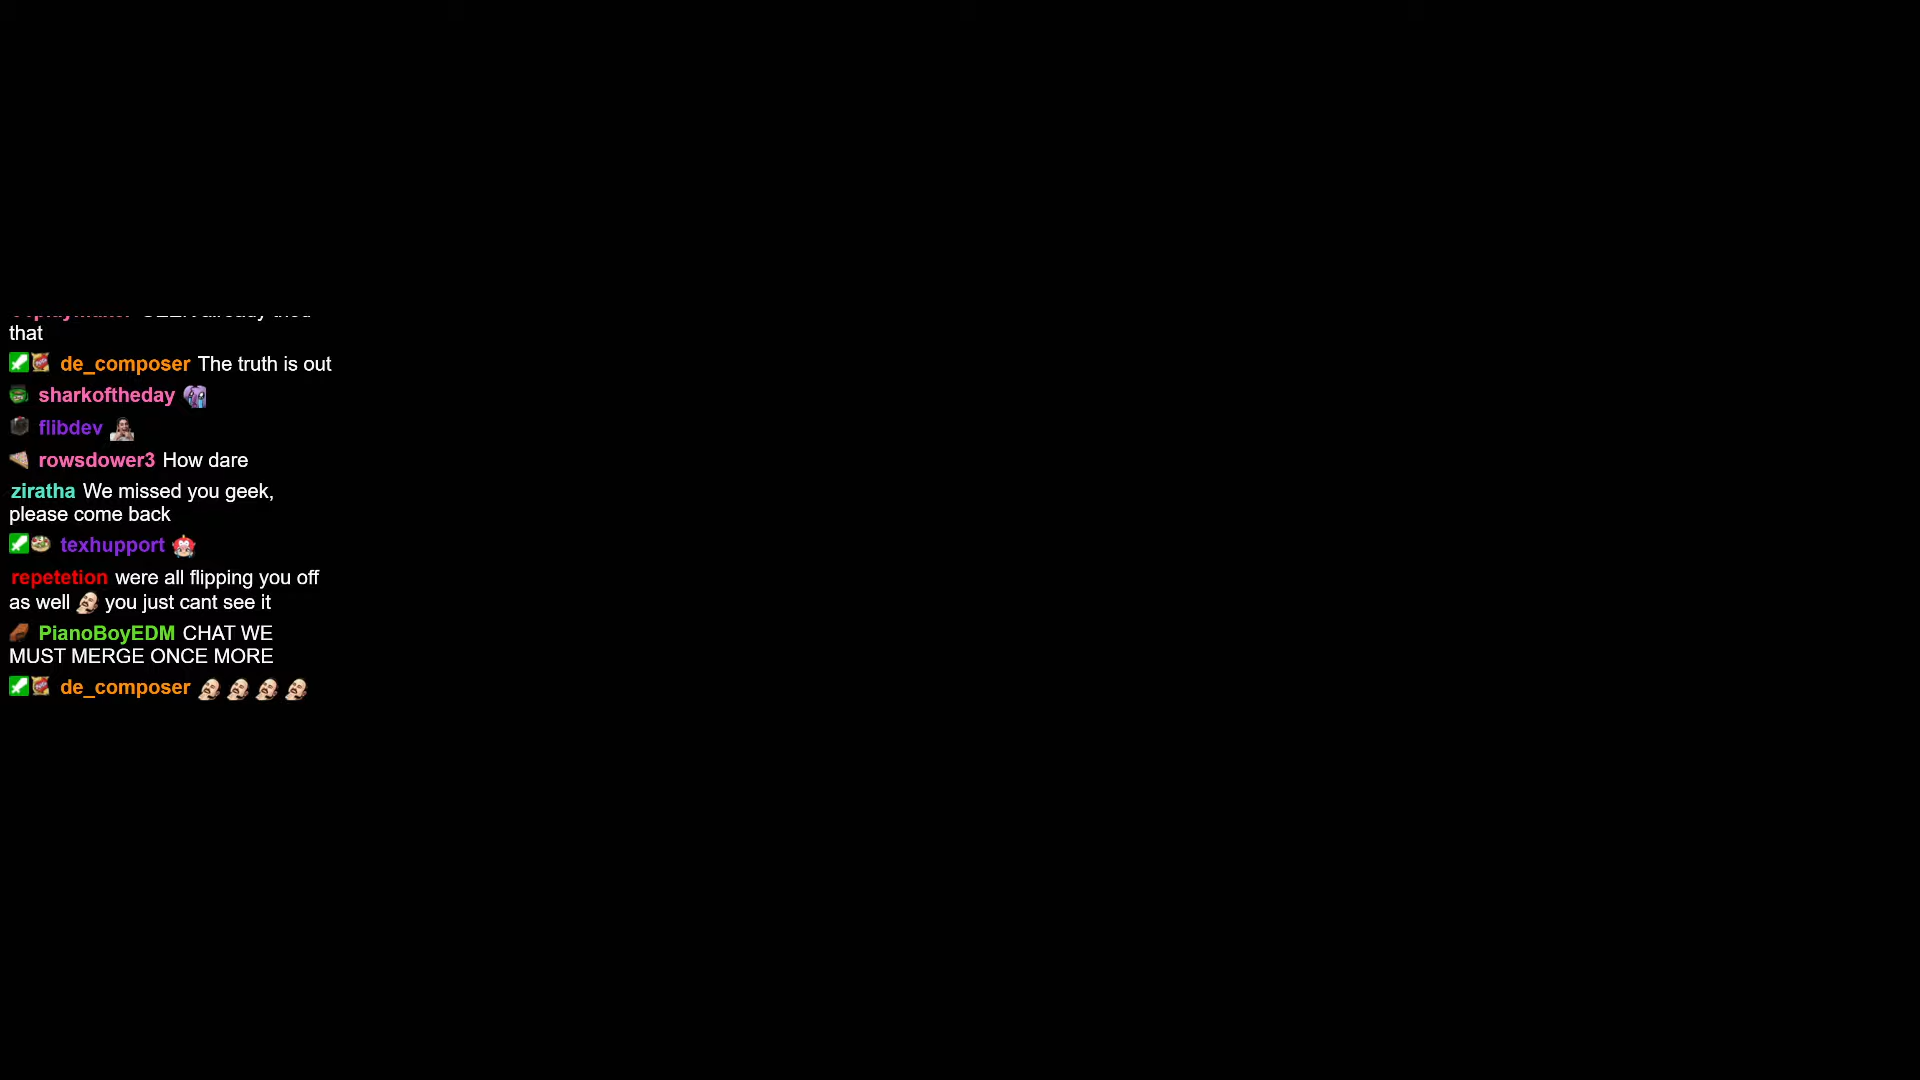 already tried
that
de_composer The truth is out
sharkoftheday
flibdev
rowsdower3 How dare
ziratha We missed you geek,
please come back
texhupport
repetetion were all flipping you off
as well you just cant see it
PianoBoyEDM CHAT WE
MUST MERGE ONCE MORE
de_composer